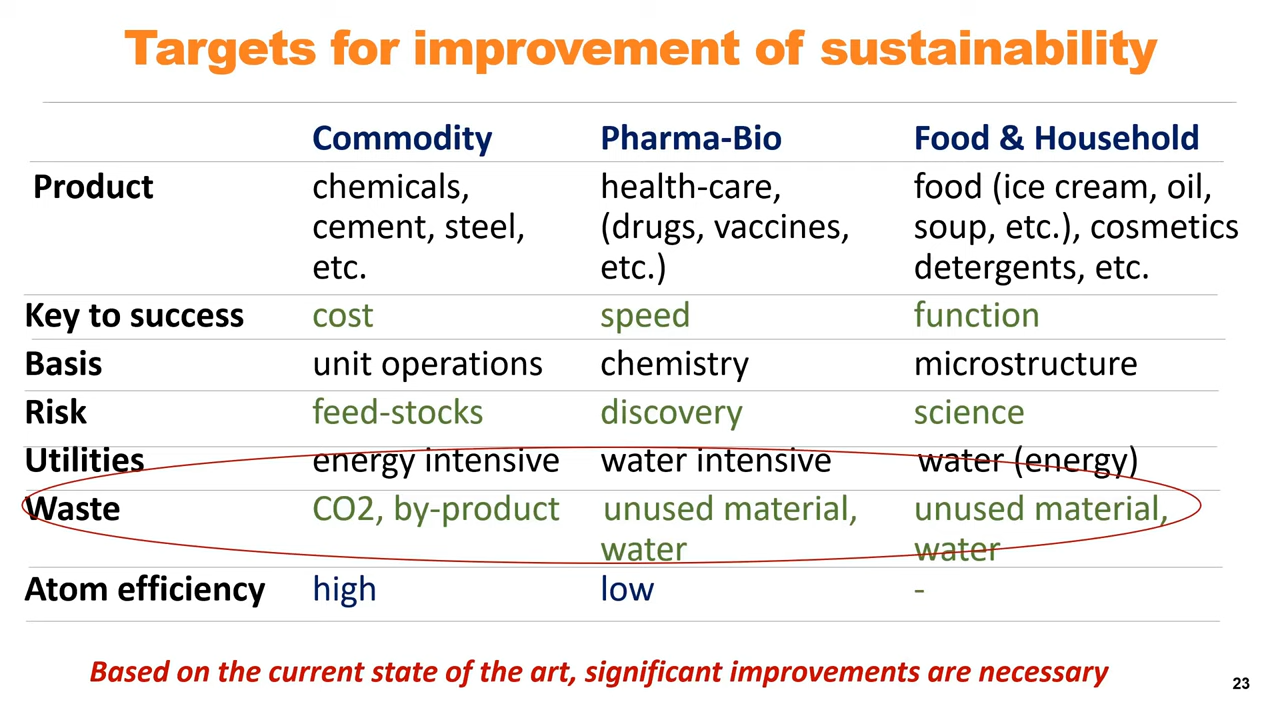 Targets for improvement of sustainability
Commodity Pharma-Bio Food & Household
Product chemicals, health-care, food (ice cream, oil,
cement, steel, (drugs, vaccines, soup, etc.), cosmetics
etc. etc.) detergents, etc.
Key to success cost speed function
Basis unit operations chemistry microstructure
Risk feed-stocks discovery science
Utilities energy intensive water intensive water (energy)
Waste CO2, by-product unused material, unused material,
water water
Atom efficiency high low -
Based on the current state of the art, significant improvements are necessary
23